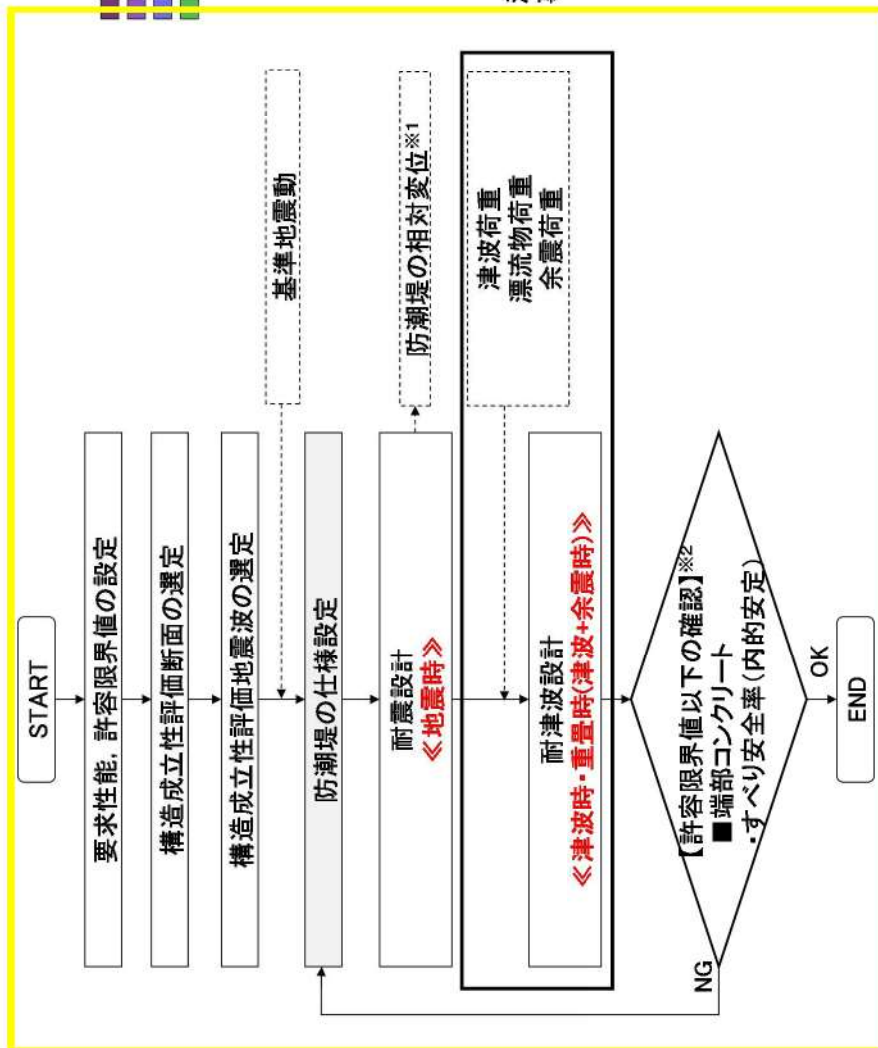 START
要求性能，許容限界値の設定
構造成立性評価断面の選定
構造成立性評価地震波の選定
基準地震動
防潮堤の仕様設定
耐震設計
≪地震時≫
防潮堤の相対変位※1
津波荷重
漂流物荷重
余震荷重
耐津波設計
≪津波時・重畳時(津波+余震時)≫
【許容限界値以下の確認】※2
■端部コンクリート
・すべり安全率(内的安定)
NG
OK
END